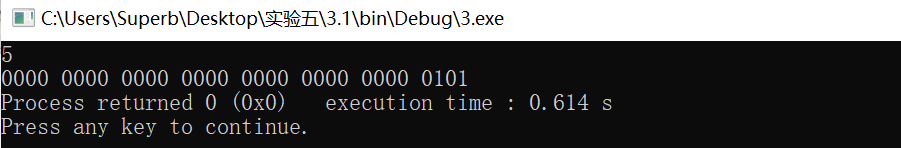 C:\Users\Superb\Desktop\实验五\3.1\bin\Debug\3.exe
5
0000 0000 0000 0000 0000 0000 0000 0101
Process returned 0 (0x0)   execution time : 0.614 s
Press any key to continue.